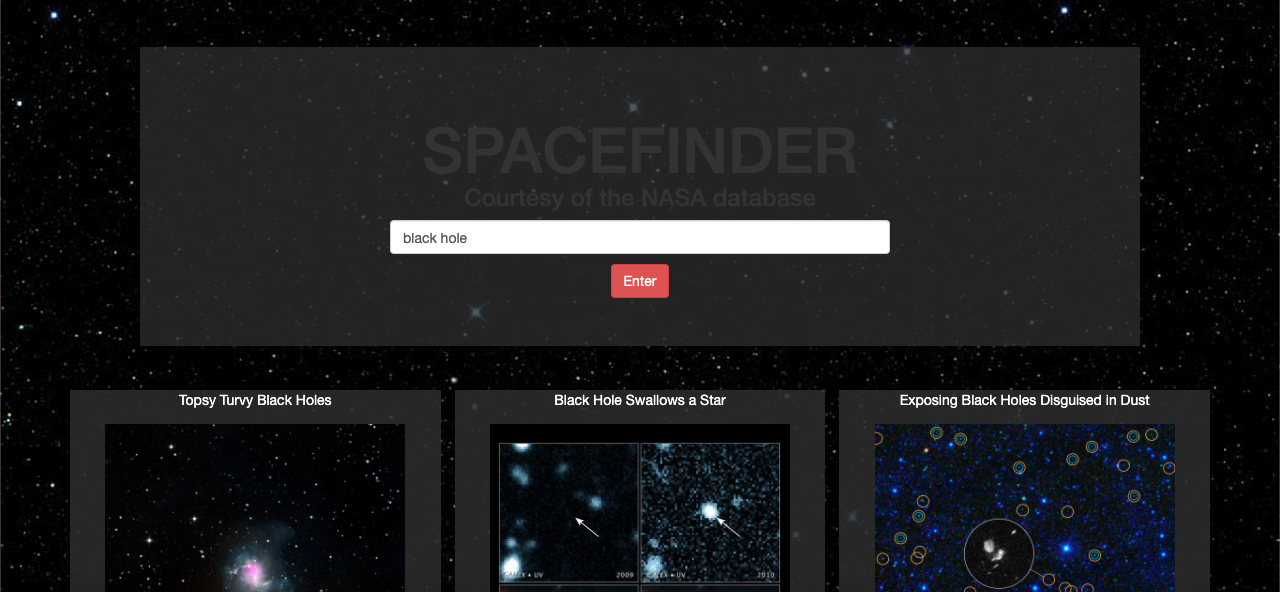 SPACEFINDER
Courtesy of the NASA database
black hole
Enter
Topsy Turvy Black Holes
Black Hole Swallows a Star
Exposing Black Holes Disguised in Dust
GALEX • UV 2009
GALEX • UV 2010